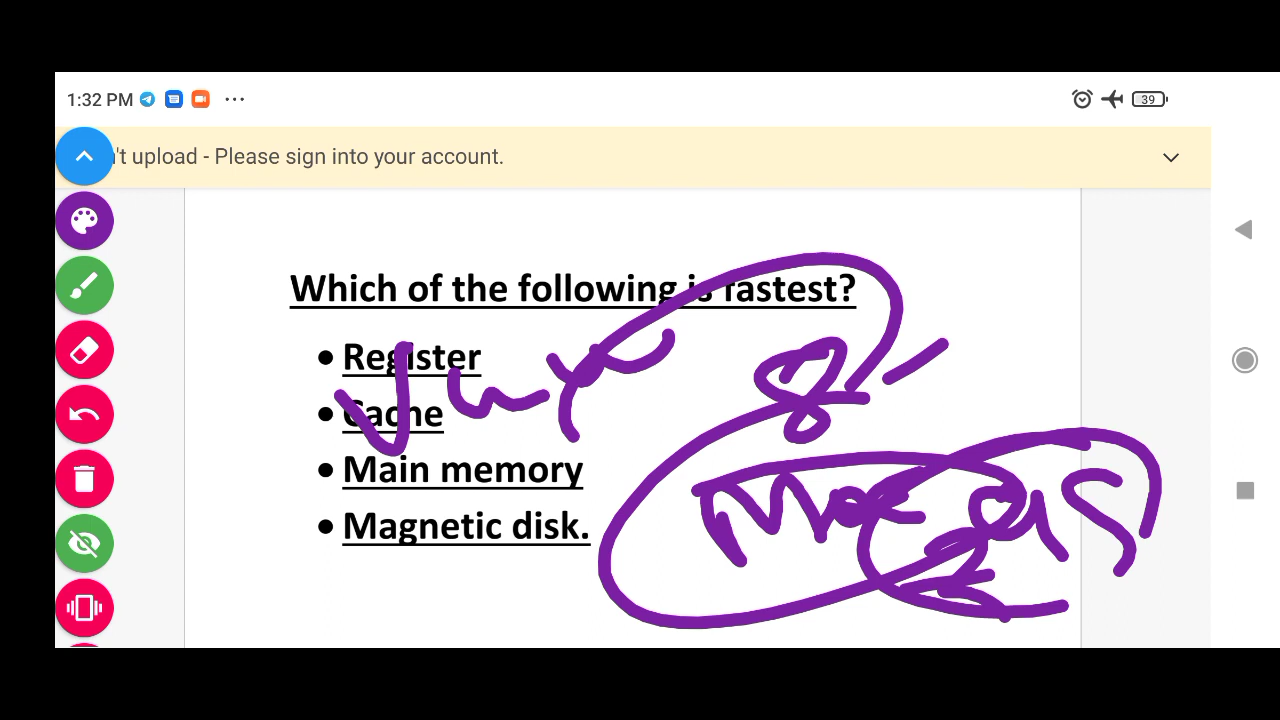 1:32 PM
39
't upload - Please sign into your account.
Which of the following is fastest?
• Register
• Cache
• Main memory
• Magnetic disk.